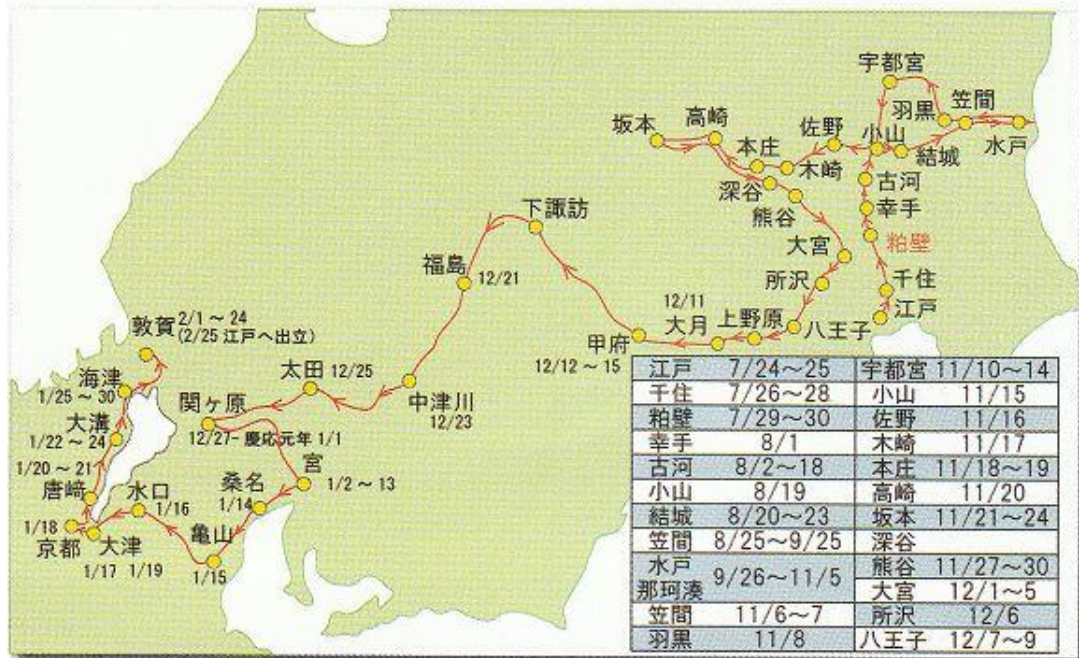 宇都宮
羽黒
笠間
水戸
小山
結城
佐野
高崎
坂本
本庄
木崎
深谷
熊谷
古河
幸手
粕壁
千住
江戸
大宮
所沢
八王子
上野原
12/11
大月
甲府
12/12～15
下諏訪
福島
12/21
中津川
12/23
太田 12/25
関ヶ原
12/27- 慶応元年 1/1
宮
1/2～13
桑名
1/14
亀山
1/15
水口
1/16
大津
1/17 1/19
1/18
京都
唐崎
1/20～21
大溝
1/22～24
海津
1/25～30
敦賀 2/1～24
(2/25 江戸へ出立)
江戸 7/24～25 宇都宮 11/10～14
千住 7/26～28 小山 11/15
粕壁 7/29～30 佐野 11/16
幸手 8/1 木崎 11/17
古河 8/2～18 本庄 11/18～19
小山 8/19 高崎 11/20
結城 8/20～23 坂本 11/21～24
笠間 8/25～9/25 深谷
水戸
那珂湊 9/26～11/5
熊谷 11/27～30
大宮 12/1～5
笠間 11/6～7 所沢 12/6
羽黒 11/8 八王子 12/7～9